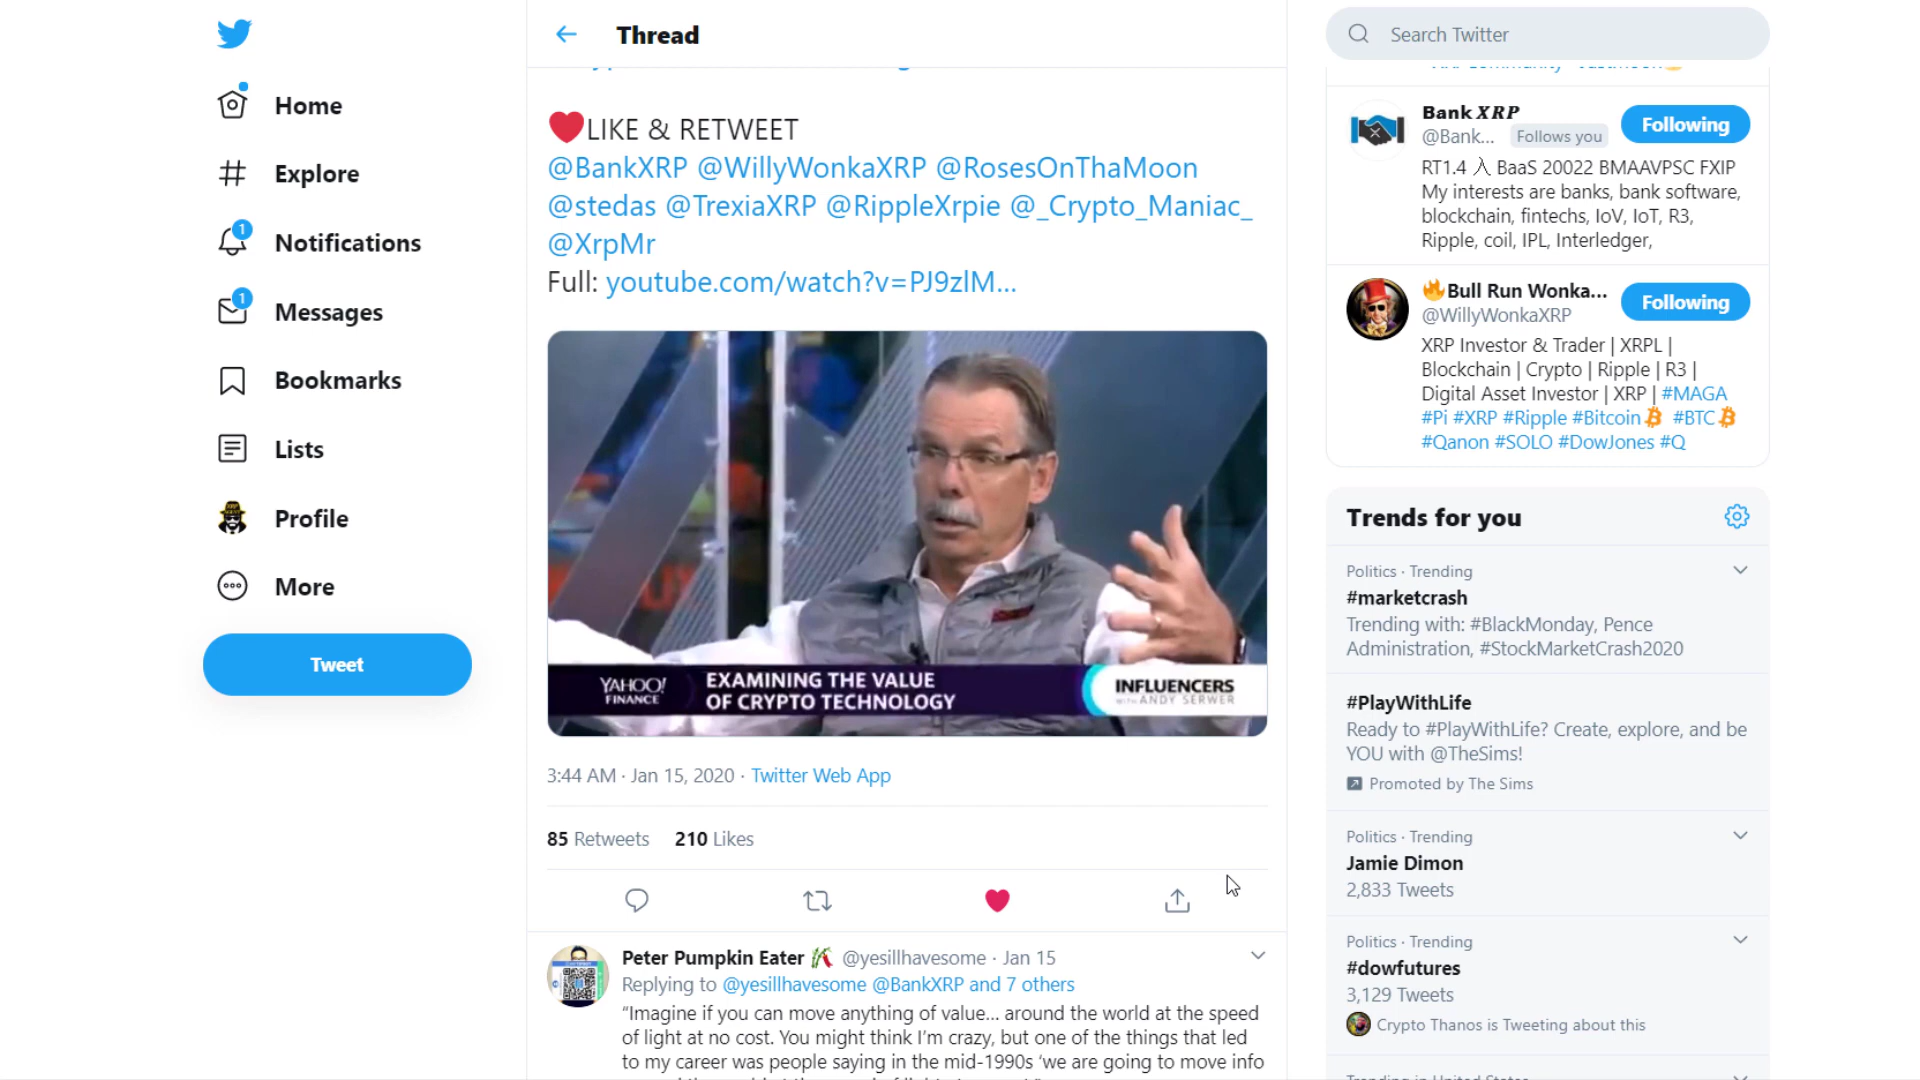 Home
Explore
1
Notifications
1
Messages
Bookmarks
Lists
Profile
More
Tweet
Thread
LIKE & RETWEET
@BankXRP @WillyWonkaXRP @RosesOnThaMoon
@stedas @TrexiaXRP @RippleXrpie @_Crypto_Maniac_
@XrpMr
Full: youtube.com/watch?v=PJ9zlM...
YAHOO!
FINANCE
EXAMINING THE VALUE
OF CRYPTO TECHNOLOGY
INFLUENCERS
WITH ANDY SERWER
3:44 AM · Jan 15, 2020 · Twitter Web App
85 Retweets 210 Likes
Peter Pumpkin Eater @yesillhavesome · Jan 15
Replying to @yesillhavesome @BankXRP and 7 others
“Imagine if you can move anything of value... around the world at the speed
of light at no cost. You might think I'm crazy, but one of the things that led
to my career was people saying in the mid-1990s ‘we are going to move info
Search Twitter
Bank XRP
@Bank... Follows you
Following
RT1.4 入 BaaS 20022 BMAAVPSC FXIP
My interests are banks, bank software,
blockchain, fintechs, IoV, IoT, R3,
Ripple, coil, IPL, Interledger,
Bull Run Wonka...
@WillyWonkaXRP
Following
XRP Investor & Trader | XRPL |
Blockchain | Crypto | Ripple | R3 |
Digital Asset Investor | XRP | #MAGA
#Pi #XRP #Ripple #Bitcoin #BTC
#Qanon #SOLO #DowJones #Q
Trends for you
Politics · Trending
#marketcrash
Trending with: #BlackMonday, Pence
Administration, #StockMarketCrash2020
#PlayWithLife
Ready to #PlayWithLife? Create, explore, and be
YOU with @TheSims!
Promoted by The Sims
Politics · Trending
Jamie Dimon
2,833 Tweets
Politics · Trending
#dowfutures
3,129 Tweets
Crypto Thanos is Tweeting about this